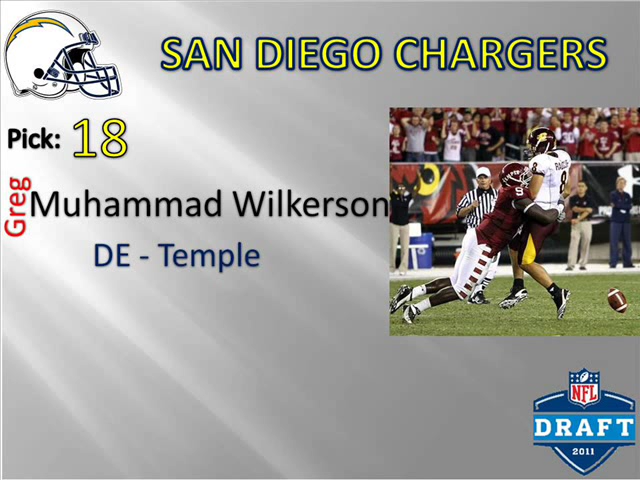 SAN DIEGO CHARGERS
Pick: 18
Greg
Muhammad Wilkerson
DE - Temple
NFL
DRAFT
2011